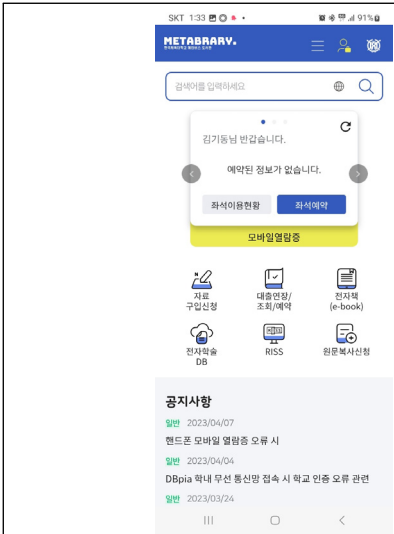 SKT 1:33 91%
METABRARY.
검색어를 입력하세요
김기동님 반갑습니다.
예약된 정보가 없습니다.
좌석이용현황 좌석예약
모바일열람증
자료
구입신청
대출연장/
조회/예약
전자책
(e-book)
전자학술
DB
RISS
원문복사신청
공지사항
일반 2023/04/07
핸드폰 모바일 열람증 오류 시
일반 2023/04/04
DBpia 학내 무선 통신망 접속 시 학교 인증 오류 관련
일반 2023/03/24